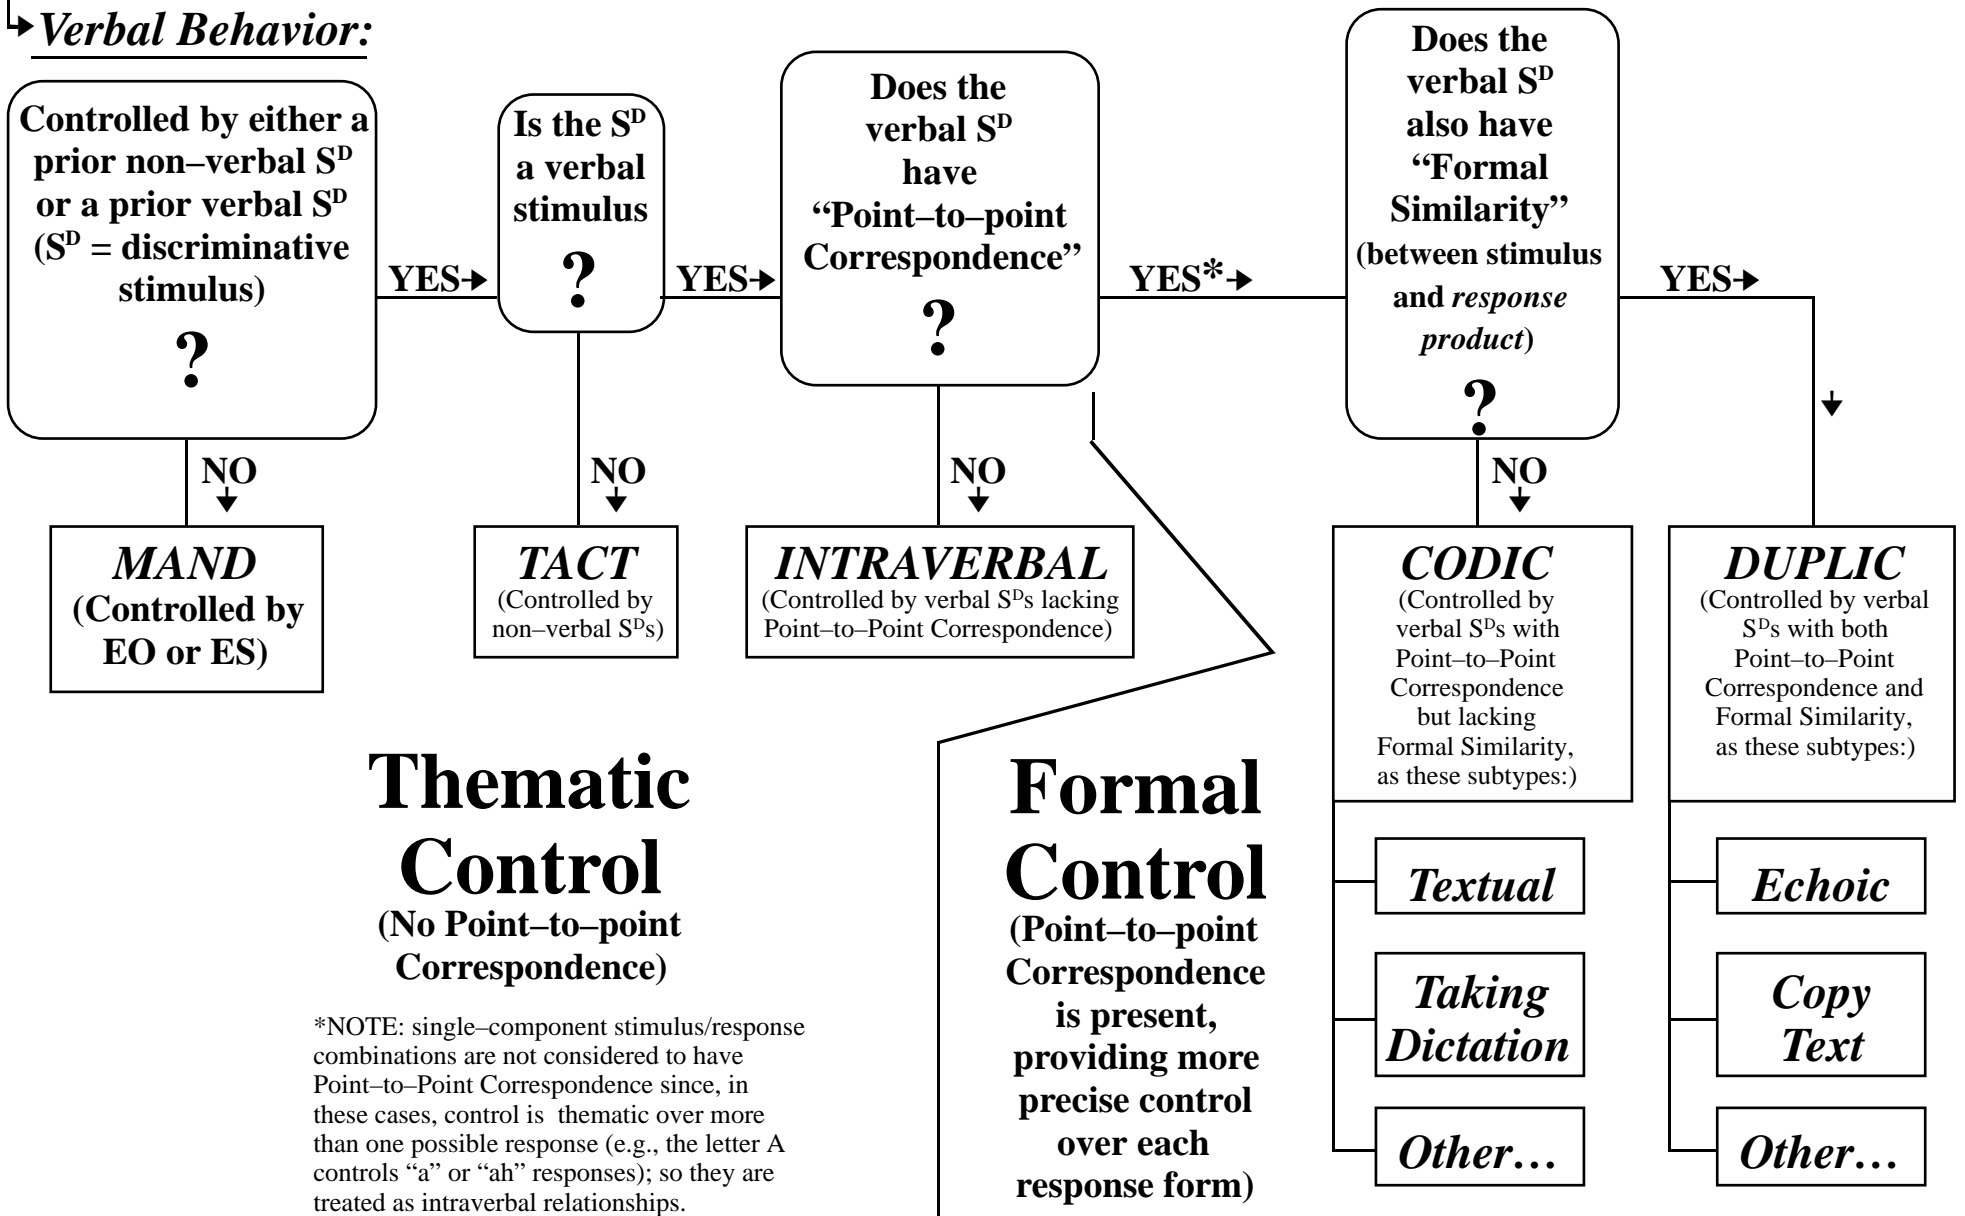 Verbal Behavior:
Controlled by either a
prior non–verbal Sᴰ
or a prior verbal Sᴰ
(Sᴰ = discriminative
stimulus)
?
YES
NO
MAND
(Controlled by
EO or ES)
Is the Sᴰ
a verbal
stimulus
?
YES
NO
TACT
(Controlled by
non–verbal Sᴰs)
Does the
verbal Sᴰ
have
“Point–to–point
Correspondence”
?
YES*
NO
INTRAVERBAL
(Controlled by verbal Sᴰs lacking
Point–to–Point Correspondence)
Does the
verbal Sᴰ
also have
“Formal
Similarity”
(between stimulus
and response
product)
?
YES
NO
CODIC
(Controlled by
verbal Sᴰs with
Point–to–Point
Correspondence
but lacking
Formal Similarity,
as these subtypes:)
Textual
Taking
Dictation
Other…
DUPLIC
(Controlled by verbal
Sᴰs with both
Point–to–Point
Correspondence and
Formal Similarity,
as these subtypes:)
Echoic
Copy
Text
Other…
Thematic
Control
(No Point–to–point
Correspondence)
*NOTE: single–component stimulus/response
combinations are not considered to have
Point–to–Point Correspondence since, in
these cases, control is thematic over more
than one possible response (e.g., the letter A
controls “a” or “ah” responses); so they are
treated as intraverbal relationships.
Formal
Control
(Point–to–point
Correspondence
is present,
providing more
precise control
over each
response form)